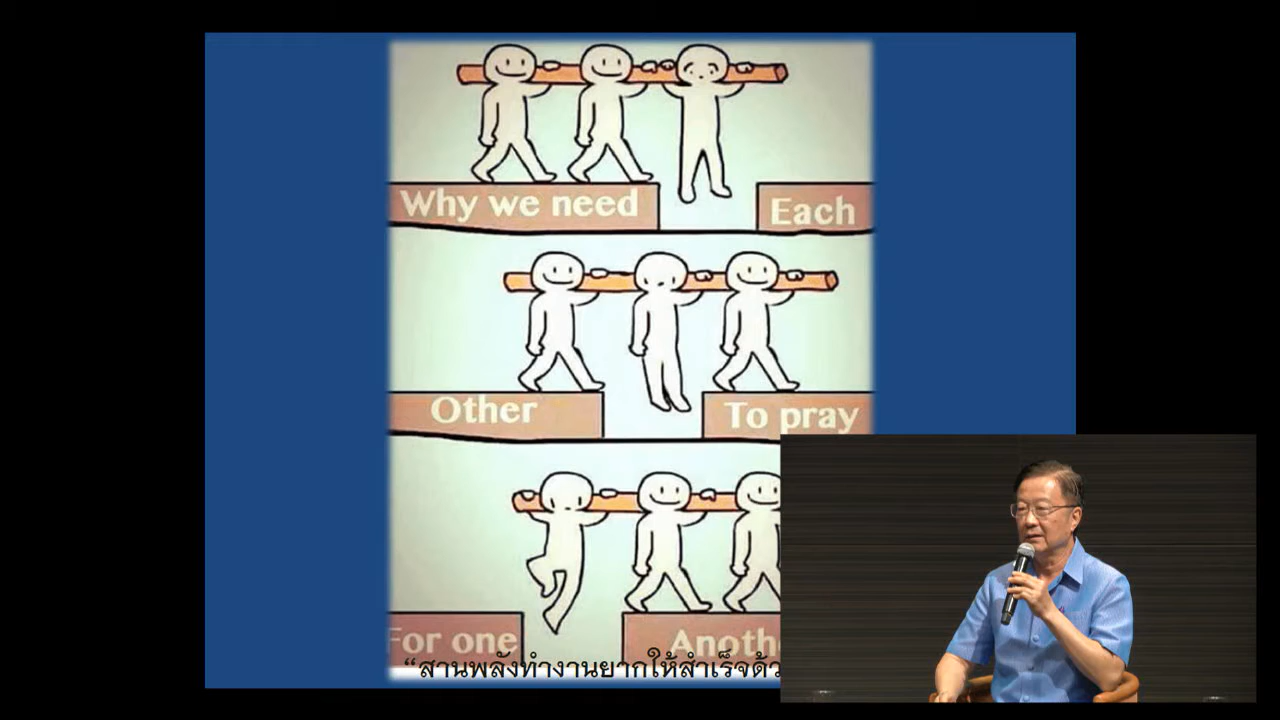 Why we need
Each
Other
To pray
For one
Anoth
“สานพลังทำงานยากให้สำเร็จด้ว